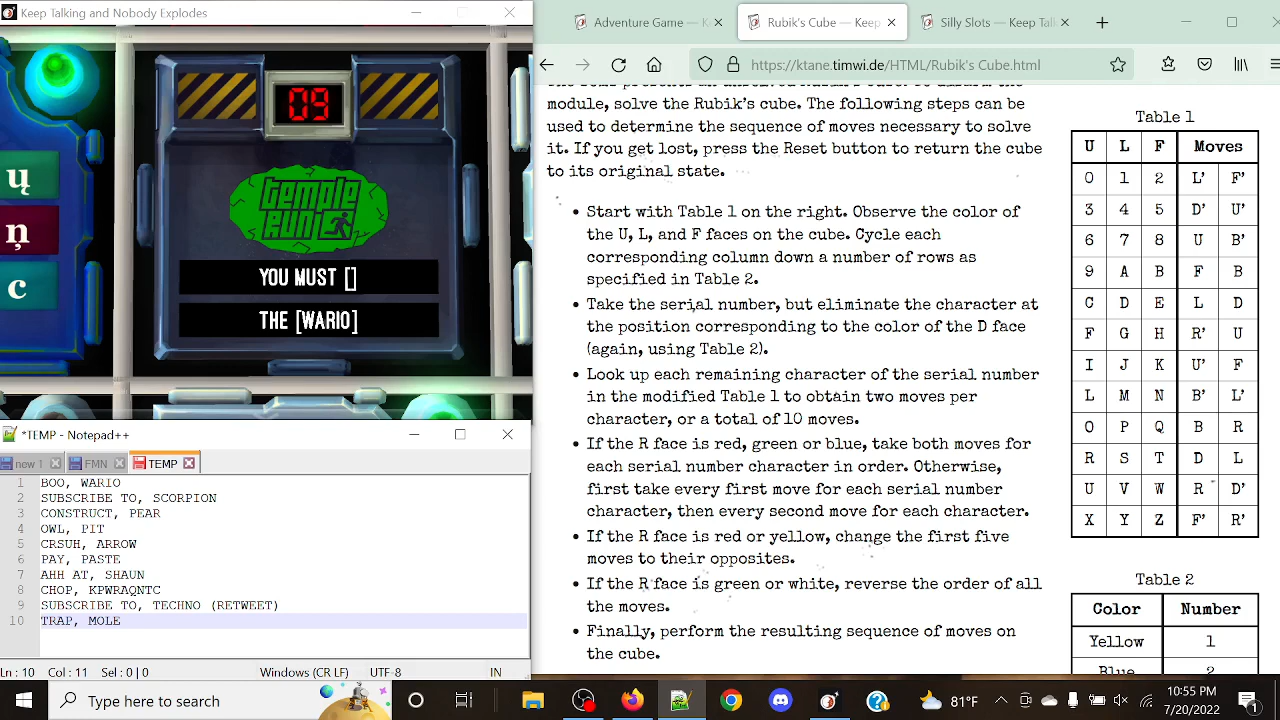 Keep Talking and Nobody Explodes
ų
ņ
c
09
temple
run
YOU MUST []
THE [WARIO]
*TEMP - Notepad++
new 1
FMN
TEMP
1 BOO, WARIO
2 SUBSCRIBE TO, SCORPION
3 CONSTRUCT, PEAR
4 OWL, PIT
5 CRSUH, ARROW
6 PAY, PASTE
7 AHH AT, SHAUN
8 CHOP, KPWRAQNTC
9 SUBSCRIBE TO, TECHNO (RETWEET)
10 TRAP, MOLE
Ln : 10 Col : 11 Sel : 0 | 0
Windows (CR LF)
UTF-8
IN
Adventure Game — K
Rubik's Cube — Keep
Silly Slots — Keep Talk
https://ktane.timwi.de/HTML/Rubik's Cube.html
module, solve the Rubik's cube. The following steps can be
used to determine the sequence of moves necessary to solve
it. If you get lost, press the Reset button to return the cube
to its original state.
• Start with Table 1 on the right. Observe the color of
the U, L, and F faces on the cube. Cycle each
corresponding column down a number of rows as
specified in Table 2.
• Take the serial number, but eliminate the character at
the position corresponding to the color of the D face
(again, using Table 2).
• Look up each remaining character of the serial number
in the modified Table 1 to obtain two moves per
character, or a total of 10 moves.
• If the R face is red, green or blue, take both moves for
each serial number character in order. Otherwise,
first take every first move for each serial number
character, then every second move for each character.
• If the R face is red or yellow, change the first five
moves to their opposites.
• If the R face is green or white, reverse the order of all
the moves.
• Finally, perform the resulting sequence of moves on
the cube.
Table 1
U L F Moves
0 1 2 L' F'
3 4 5 D' U'
6 7 8 U B'
9 A B F B
C D E L D
F G H R' U
I J K U' F
L M N B' L'
O P Q B R
R S T D L
U V W R D'
X Y Z F' R'
Table 2
Color Number
Yellow 1
Blue 2
Type here to search
81°F
0:55 PM
7/20/2022
1